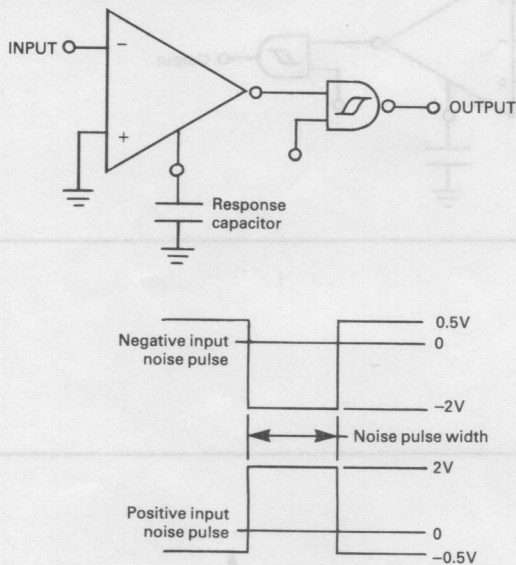 INPUT
−
+
OUTPUT
Response
capacitor
0.5V
Negative input
noise pulse
0
−2V
Noise pulse width
2V
Positive input
noise pulse
0
−0.5V